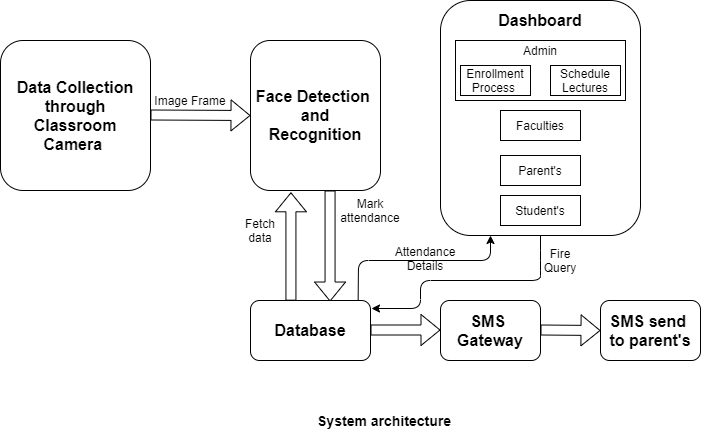 Dashboard
Admin
Enrollment
Process
Schedule
Lectures
Faculties
Parent's
Student's
Data Collection
through
Classroom
Camera
Image Frame
Face Detection
and
Recognition
Fetch
data
Mark
attendance
Attendance
Details
Fire
Query
Database
SMS
Gateway
SMS send
to parent's
System architecture